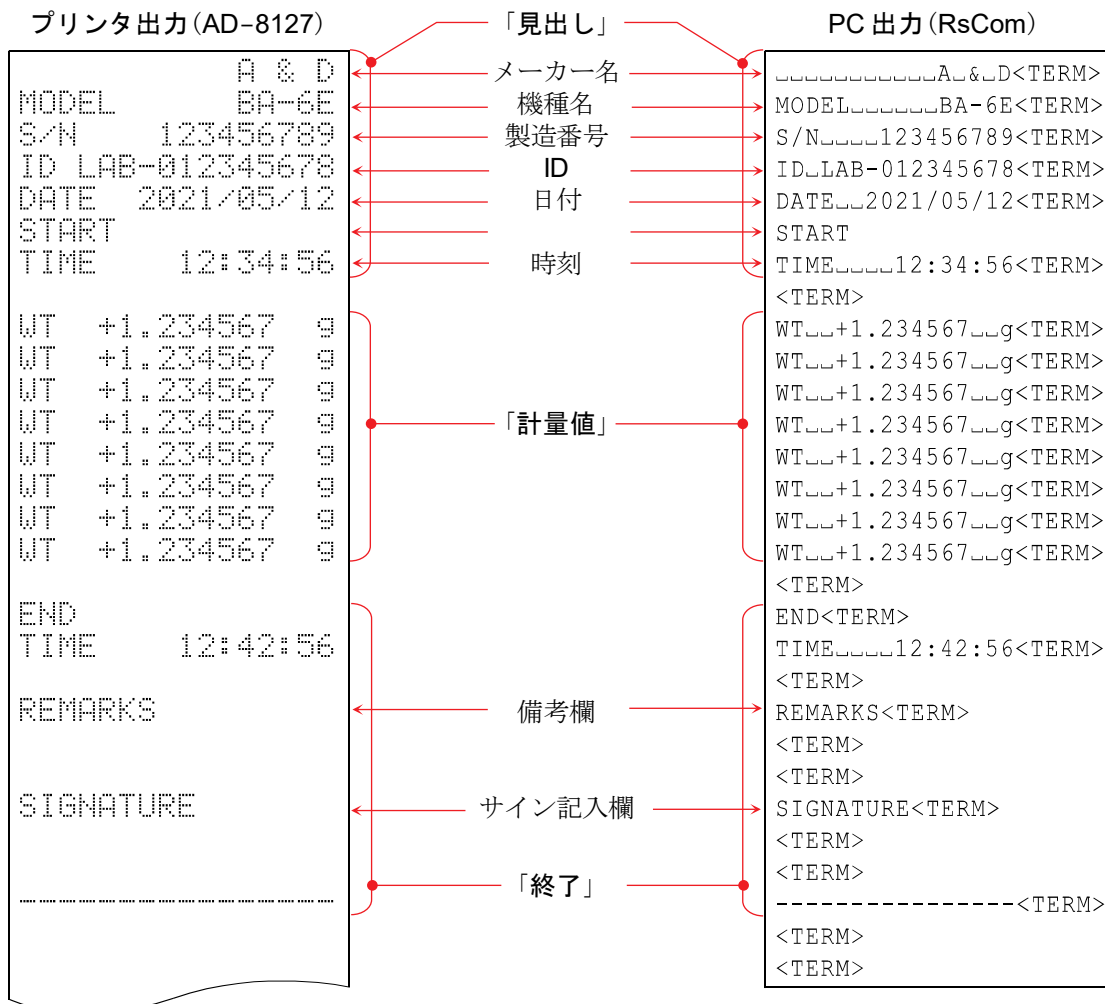 プリンタ出力(AD-8127)
A & D
MODEL BA-6E
S/N 123456789
ID LAB-012345678
DATE 2021/05/12
START
TIME 12:34:56
WT +1.234567 g
WT +1.234567 g
WT +1.234567 g
WT +1.234567 g
WT +1.234567 g
WT +1.234567 g
WT +1.234567 g
WT +1.234567 g
END
TIME 12:42:56
REMARKS
SIGNATURE
----------------
「見出し」
メーカー名
機種名
製造番号
ID
日付
時刻
「計量値」
備考欄
サイン記入欄
「終了」
PC 出力(RsCom)
␣␣␣␣␣␣␣␣␣␣␣A␣&␣D<TERM>
MODEL␣␣␣␣␣␣BA-6E<TERM>
S/N␣␣␣␣123456789<TERM>
ID␣LAB-012345678<TERM>
DATE␣␣2021/05/12<TERM>
START
TIME␣␣␣␣12:34:56<TERM>
<TERM>
WT␣␣+1.234567␣␣g<TERM>
WT␣␣+1.234567␣␣g<TERM>
WT␣␣+1.234567␣␣g<TERM>
WT␣␣+1.234567␣␣g<TERM>
WT␣␣+1.234567␣␣g<TERM>
WT␣␣+1.234567␣␣g<TERM>
WT␣␣+1.234567␣␣g<TERM>
WT␣␣+1.234567␣␣g<TERM>
<TERM>
END<TERM>
TIME␣␣␣␣12:42:56<TERM>
<TERM>
REMARKS<TERM>
<TERM>
<TERM>
SIGNATURE<TERM>
<TERM>
<TERM>
----------------<TERM>
<TERM>
<TERM>